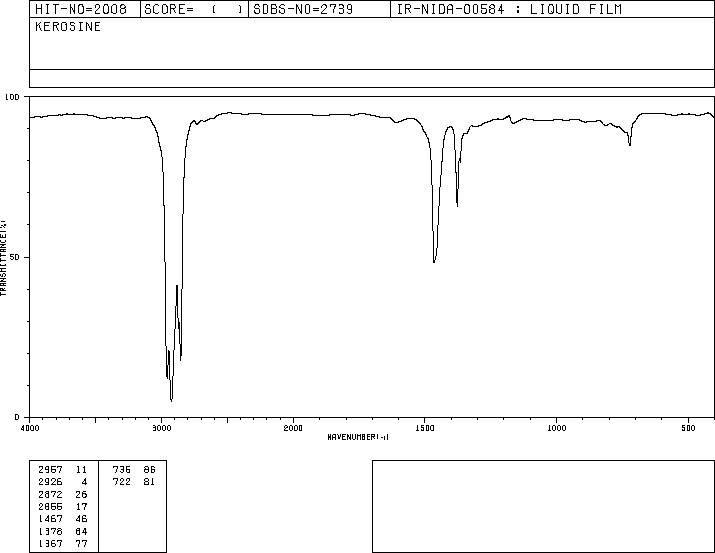 HIT-NO=2008 SCORE= ( ) SDBS-NO=2739 IR-NIDA-00584 : LIQUID FILM
KEROSINE
100
50
0
TRANSMITTANCE(%)
4000 3000 2000 1500 1000 500
WAVENUMBER(-1)
2957 11 736 86
2926 4 722 81
2872 26
2855 17
1467 46
1378 64
1367 77